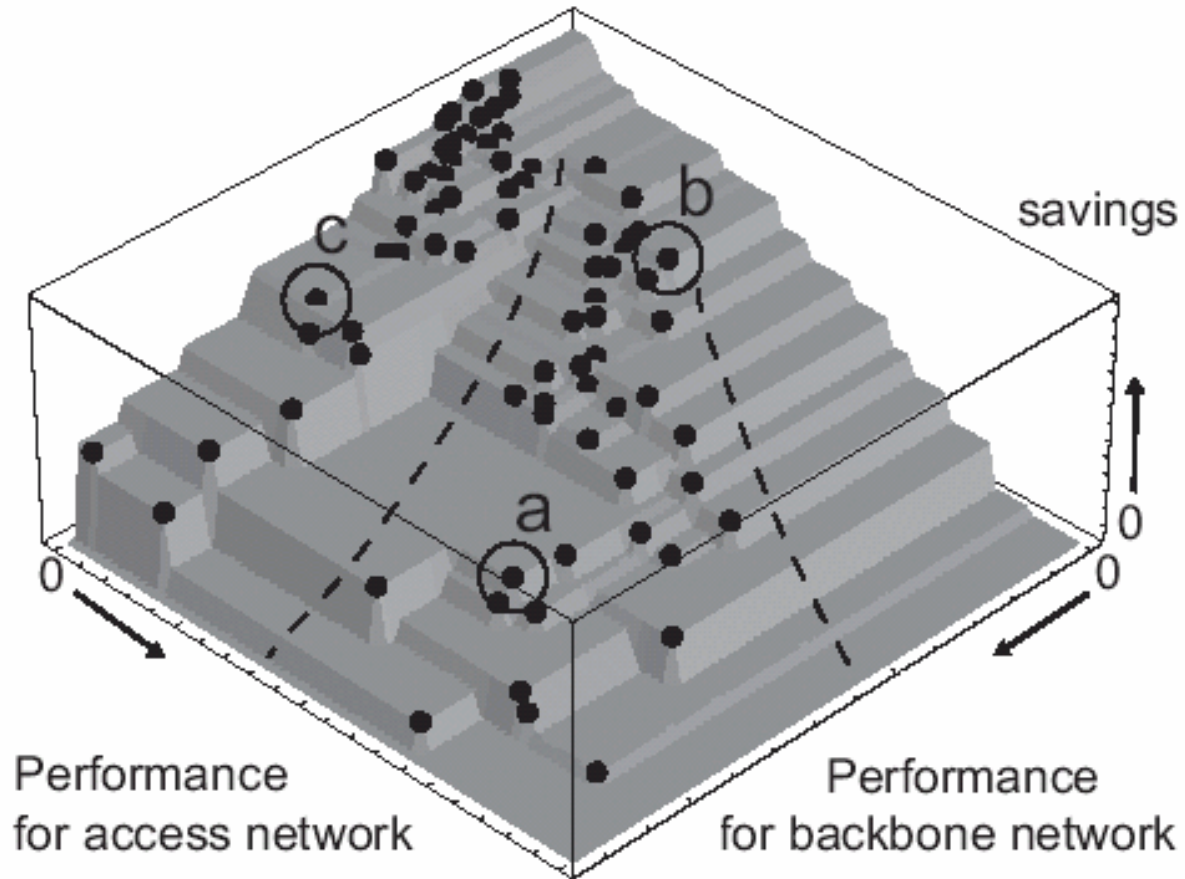 b
savings
c
a
0
0
0
Performance
for access network
Performance
for backbone network